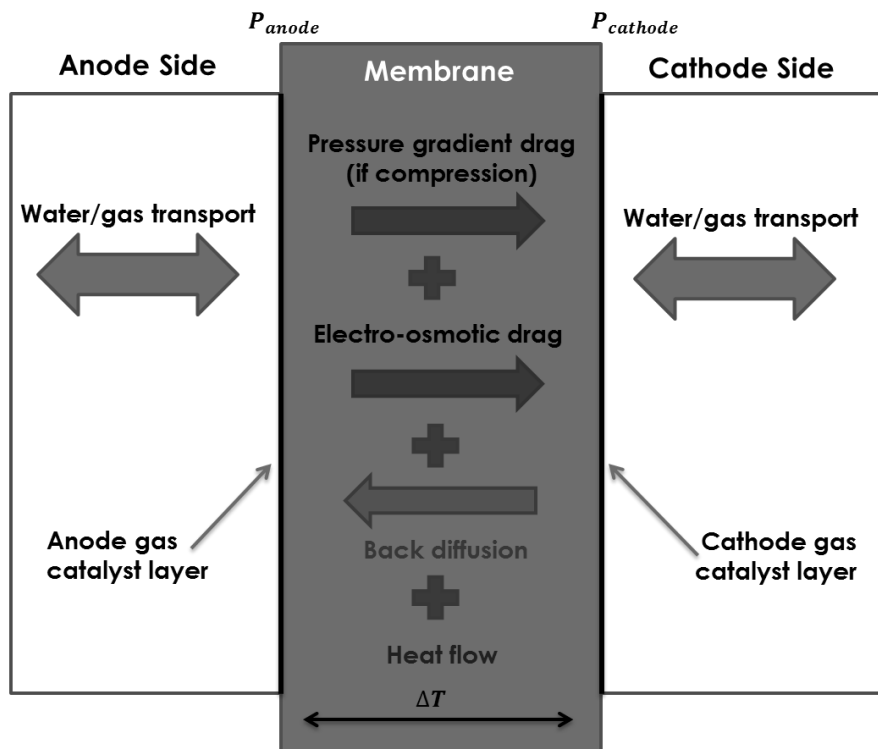 P_anode
P_cathode
Anode Side
Membrane
Cathode Side
Pressure gradient drag
(if compression)
Water/gas transport
Water/gas transport
Electro-osmotic drag
Back diffusion
Anode gas
catalyst layer
Cathode gas
catalyst layer
Heat flow
ΔT